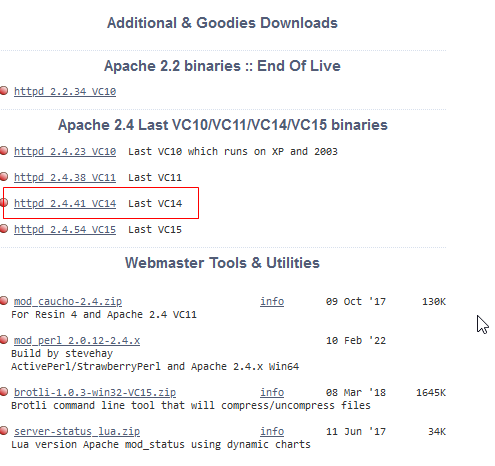 Additional & Goodies Downloads
Apache 2.2 binaries :: End Of Live
httpd 2.2.34 VC10
Apache 2.4 Last VC10/VC11/VC14/VC15 binaries
httpd 2.4.23 VC10 Last VC10 which runs on XP and 2003
httpd 2.4.38 VC11 Last VC11
httpd 2.4.41 VC14 Last VC14
httpd 2.4.54 VC15 Last VC15
Webmaster Tools & Utilities
mod_caucho-2.4.zip info 09 Oct '17 130K
For Resin 4 and Apache 2.4 VC11
mod_perl 2.0.12-2.4.x 10 Feb '22
Build by stevehay
ActivePerl/StrawberryPerl and Apache 2.4.x Win64
brotli-1.0.3-win32-VC15.zip info 08 Mar '18 1645K
Brotli command line tool that will compress/uncompress files
server-status_lua.zip info 11 Jun '17 34K
Lua version Apache mod_status using dynamic charts